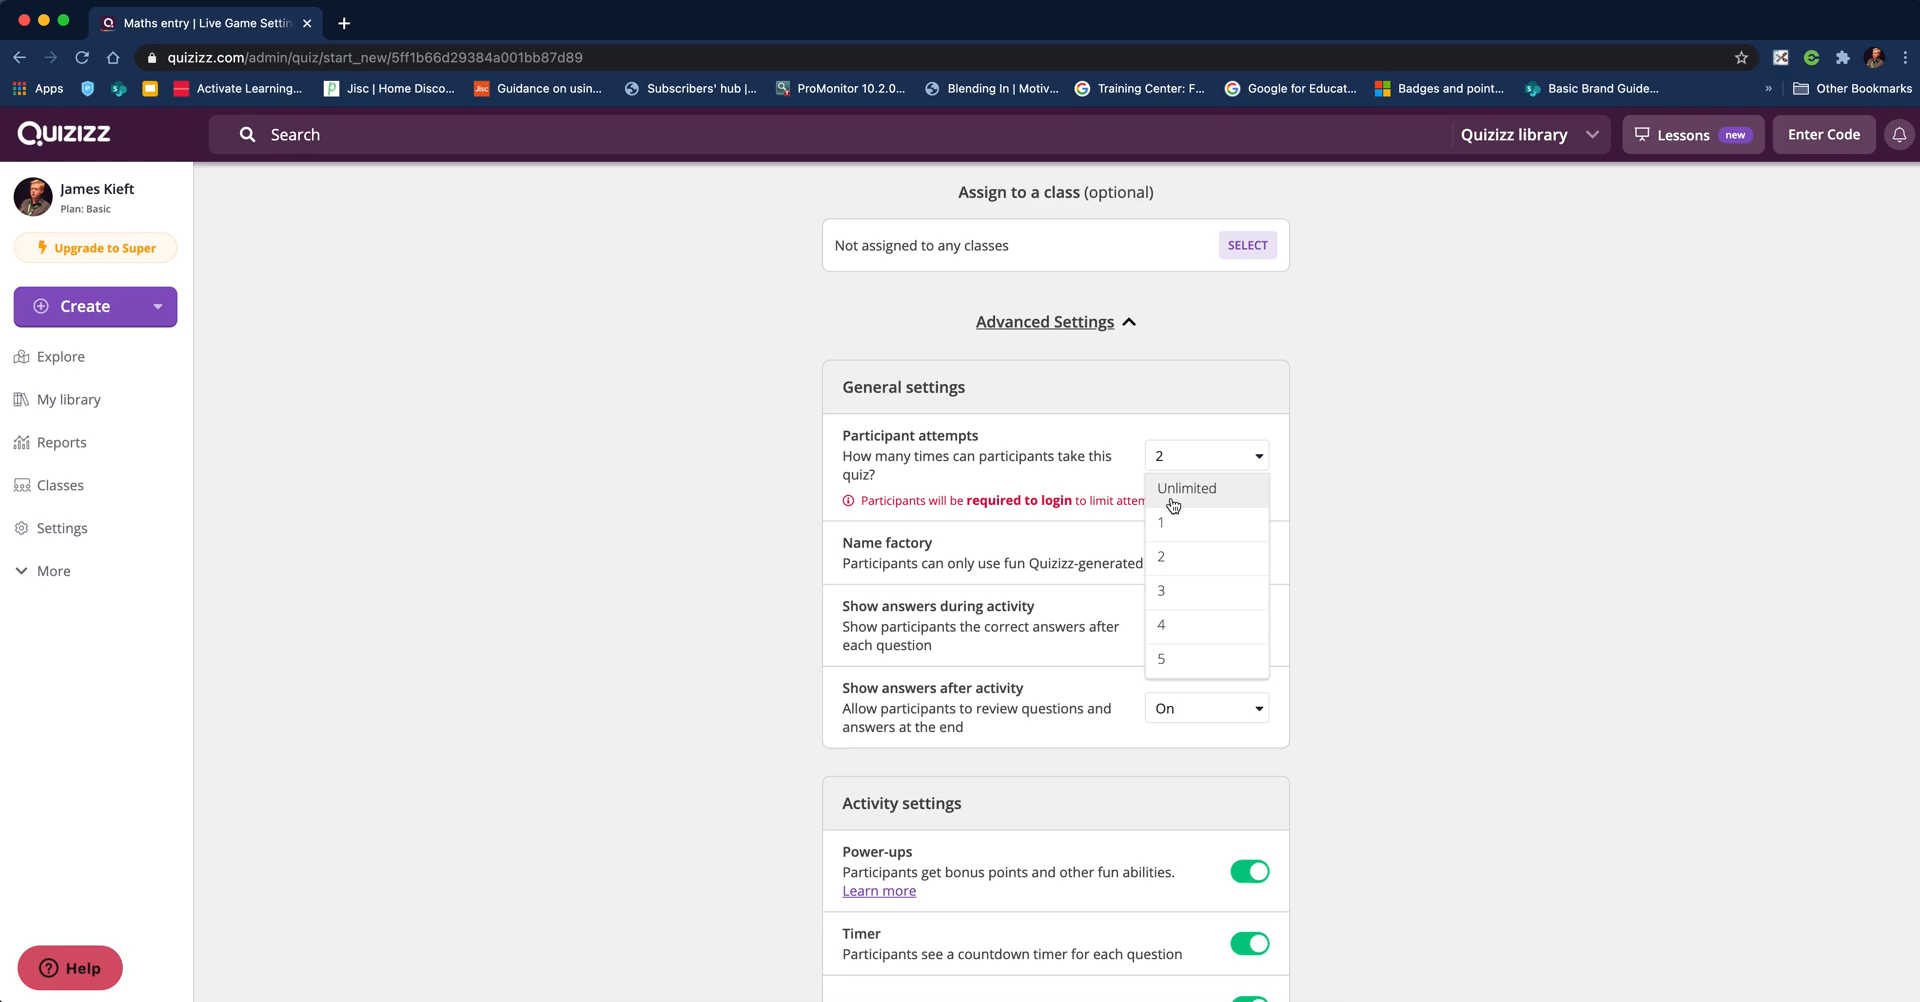 Maths entry | Live Game Settin
quizizz.com/admin/quiz/start_new/5ff1b66d29384a001bb87d89
Apps
Activate Learning...
Jisc | Home Disco...
Guidance on usin...
Subscribers' hub |...
ProMonitor 10.2.0...
Blending In | Motiv...
Training Center: F...
Google for Educat...
Badges and point...
Basic Brand Guide...
»
Other Bookmarks
QUIZIZZ
Search
Quizizz library
Lessons new
Enter Code
James Kieft
Plan: Basic
Upgrade to Super
Create
Explore
My library
Reports
Classes
Settings
More
Help
Assign to a class (optional)
Not assigned to any classes
SELECT
Advanced Settings
General settings
Participant attempts
How many times can participants take this
quiz?
Participants will be required to login to limit attem
2
Unlimited
1
2
3
4
5
Name factory
Participants can only use fun Quizizz-generated
Show answers during activity
Show participants the correct answers after
each question
Show answers after activity
Allow participants to review questions and
answers at the end
On
Activity settings
Power-ups
Participants get bonus points and other fun abilities.
Learn more
Timer
Participants see a countdown timer for each question